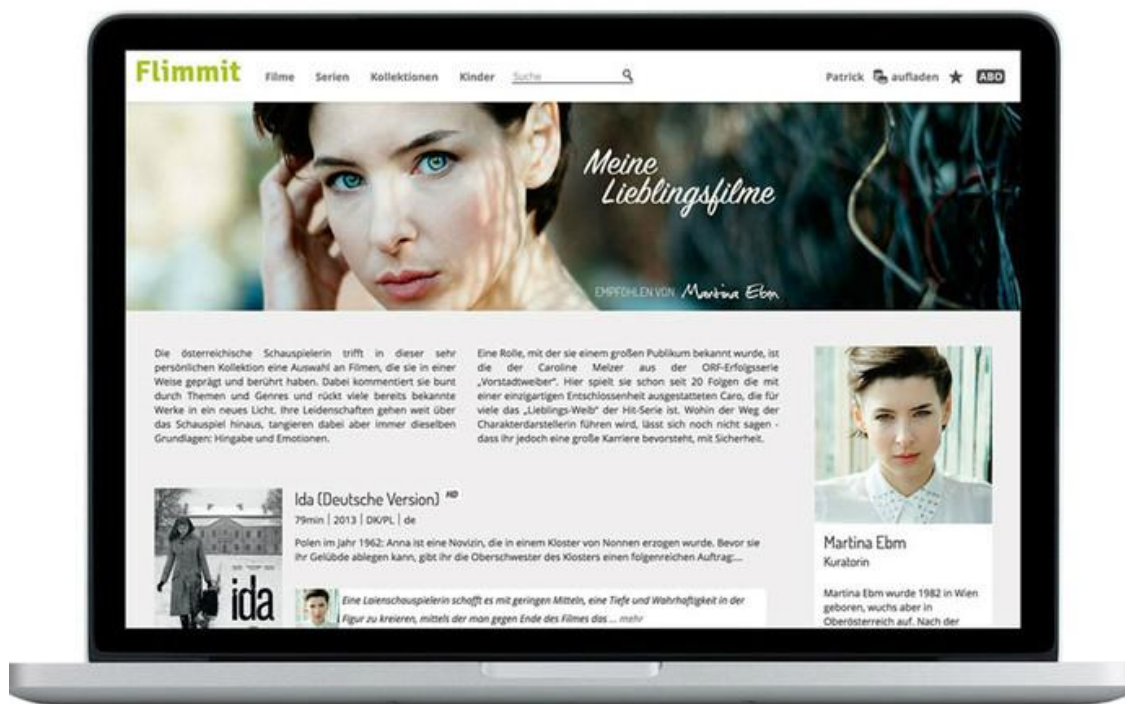 Flimmit Filme Serien Kollektionen Kinder Suche Patrick aufladen ABO
Meine
Lieblingsfilme
EMPFOHLEN VON Martina Ebm
Die österreichische Schauspielerin trifft in dieser sehr
persönlichen Kollektion eine Auswahl an Filmen, die sie in einer
Weise geprägt und berührt haben. Dabei kommentiert sie bunt
durch Themen und Genres und rückt viele bereits bekannte
Werke in ein neues Licht. Ihre Leidenschaften gehen weit über
das Schauspiel hinaus, tangieren dabei aber immer dieselben
Grundlagen: Hingabe und Emotionen.
Eine Rolle, mit der sie einem großen Publikum bekannt wurde, ist
die der Caroline Melzer aus der ORF-Erfolgsserie
„Vorstadtweiber“. Hier spielt sie schon seit 20 Folgen die mit
einer einzigartigen Entschlossenheit ausgestatteten Caro, die für
viele das „Lieblings-Weib“ der Hit-Serie ist. Wohin der Weg der
Charakterdarstellerin führen wird, lässt sich noch nicht sagen -
dass ihr jedoch eine große Karriere bevorsteht, mit Sicherheit.
ida
Ida (Deutsche Version) HD
79min | 2013 | DK/PL | de
Polen im Jahr 1962: Anna ist eine Novizin, die in einem Kloster von Nonnen erzogen wurde. Bevor sie
ihr Gelübde ablegen kann, gibt ihr die Oberschwester des Klosters einen folgenreichen Auftrag:...
Eine Laienschauspielerin schafft es mit geringen Mitteln, eine Tiefe und Wahrhaftigkeit in der
Figur zu kreieren, mittels der man gegen Ende des Filmes das ... mehr
Martina Ebm
Kuratorin
Martina Ebm wurde 1982 in Wien
geboren, wuchs aber in
Oberösterreich auf. Nach der